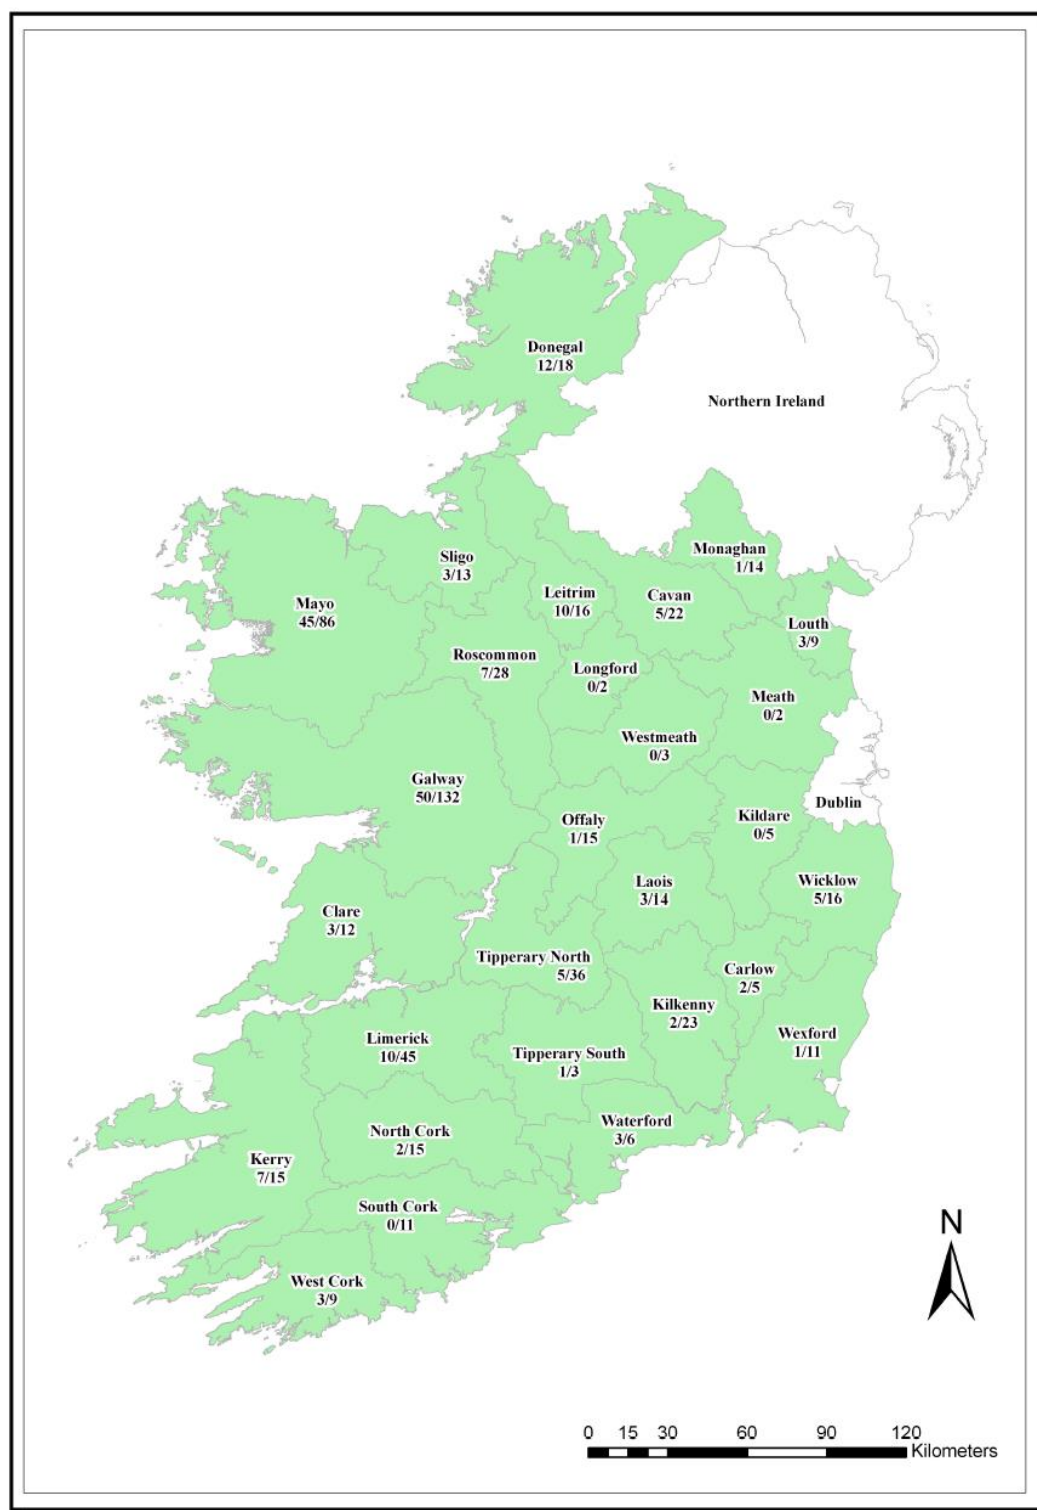 Donegal
12/18
Northern Ireland
Monaghan
1/14
Sligo
3/13
Leitrim
10/16
Cavan
5/22
Mayo
45/86
Louth
3/9
Roscommon
7/28
Longford
0/2
Meath
0/2
Westmeath
0/3
Galway
50/132
Dublin
Offaly
1/15
Kildare
0/5
Laois
3/14
Wicklow
5/16
Clare
3/12
Tipperary North
5/36
Carlow
2/5
Kilkenny
2/23
Wexford
1/11
Limerick
10/45
Tipperary South
1/3
Waterford
3/6
North Cork
2/15
Kerry
7/15
South Cork
0/11
West Cork
3/9
N
0 15 30 60 90 120
Kilometers